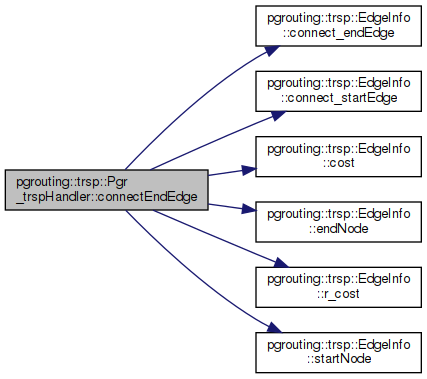 pgrouting::trsp::EdgeInfo
::connect_endEdge
pgrouting::trsp::EdgeInfo
::connect_startEdge
pgrouting::trsp::EdgeInfo
::cost
pgrouting::trsp::Pgr
_trspHandler::connectEndEdge
pgrouting::trsp::EdgeInfo
::endNode
pgrouting::trsp::EdgeInfo
::r_cost
pgrouting::trsp::EdgeInfo
::startNode